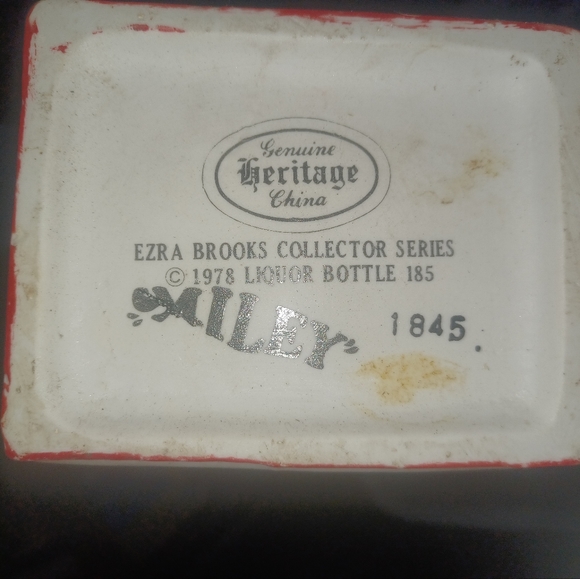 Genuine
Heritage
China
EZRA BROOKS COLLECTOR SERIES
© 1978 LIQUOR BOTTLE 185
SMILEY
1845.